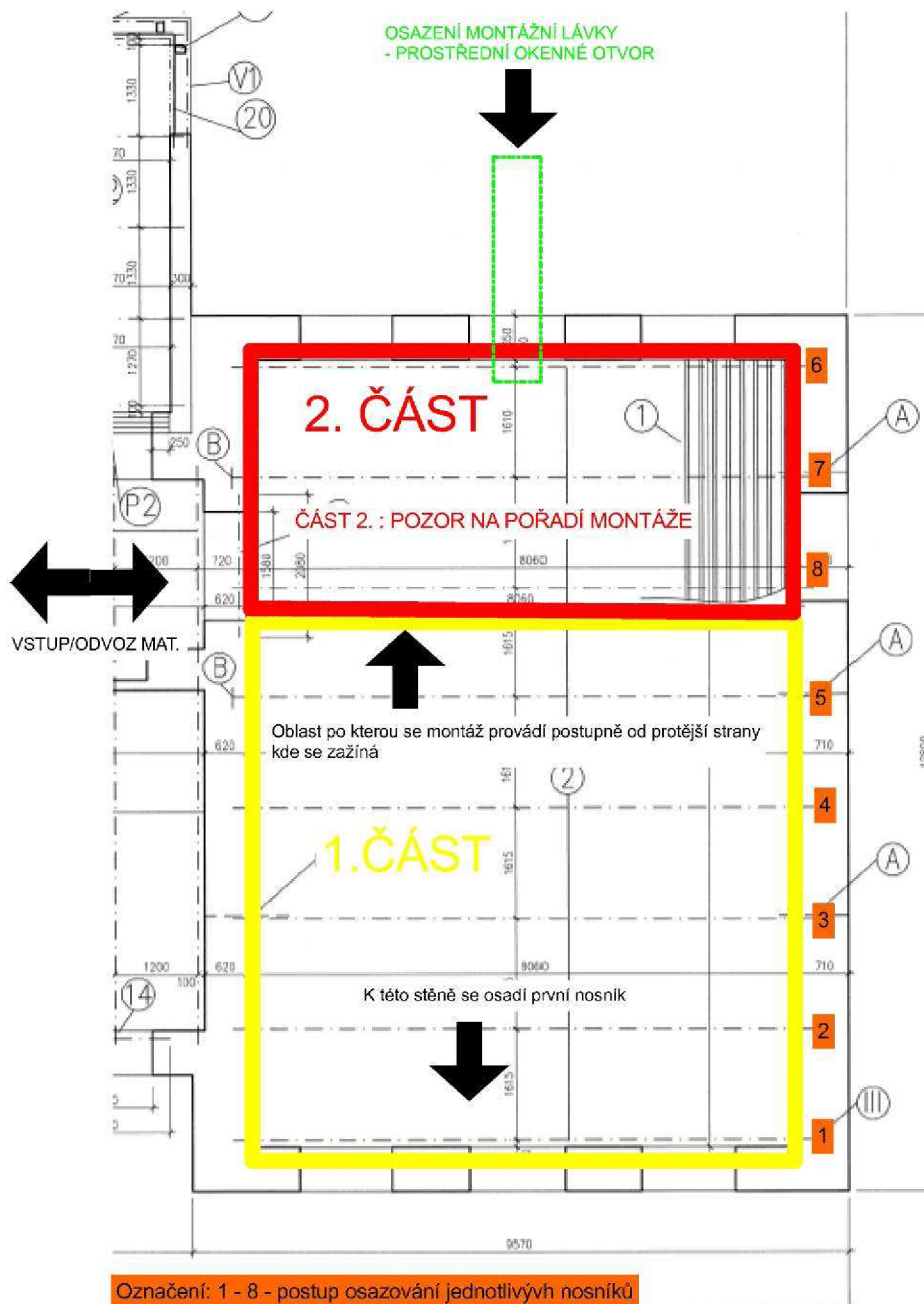 OSAZENÍ MONTÁŽNÍ LÁVKY
- PROSTŘEDNÍ OKENNÉ OTVOR
V1
20
1330
70
1330
70
1330
300
70
1270
250
6
2. ČÁST
1610
1
A
B
7
P2
ČÁST 2. : POZOR NA POŘADÍ MONTÁŽE
720
1580
2080
8060
8
620
8060
VSTUP/ODVOZ MAT.
1615
A
B
5
Oblast po kterou se montáž provádí postupně od protější strany
kde se zažíná
620
710
2
4
1.ČÁST
1615
A
3
1200
620
8060
710
100
14
K této stěně se osadí první nosník
2
1615
III
1
9570
Označení: 1 - 8 - postup osazování jednotlivývh nosníků